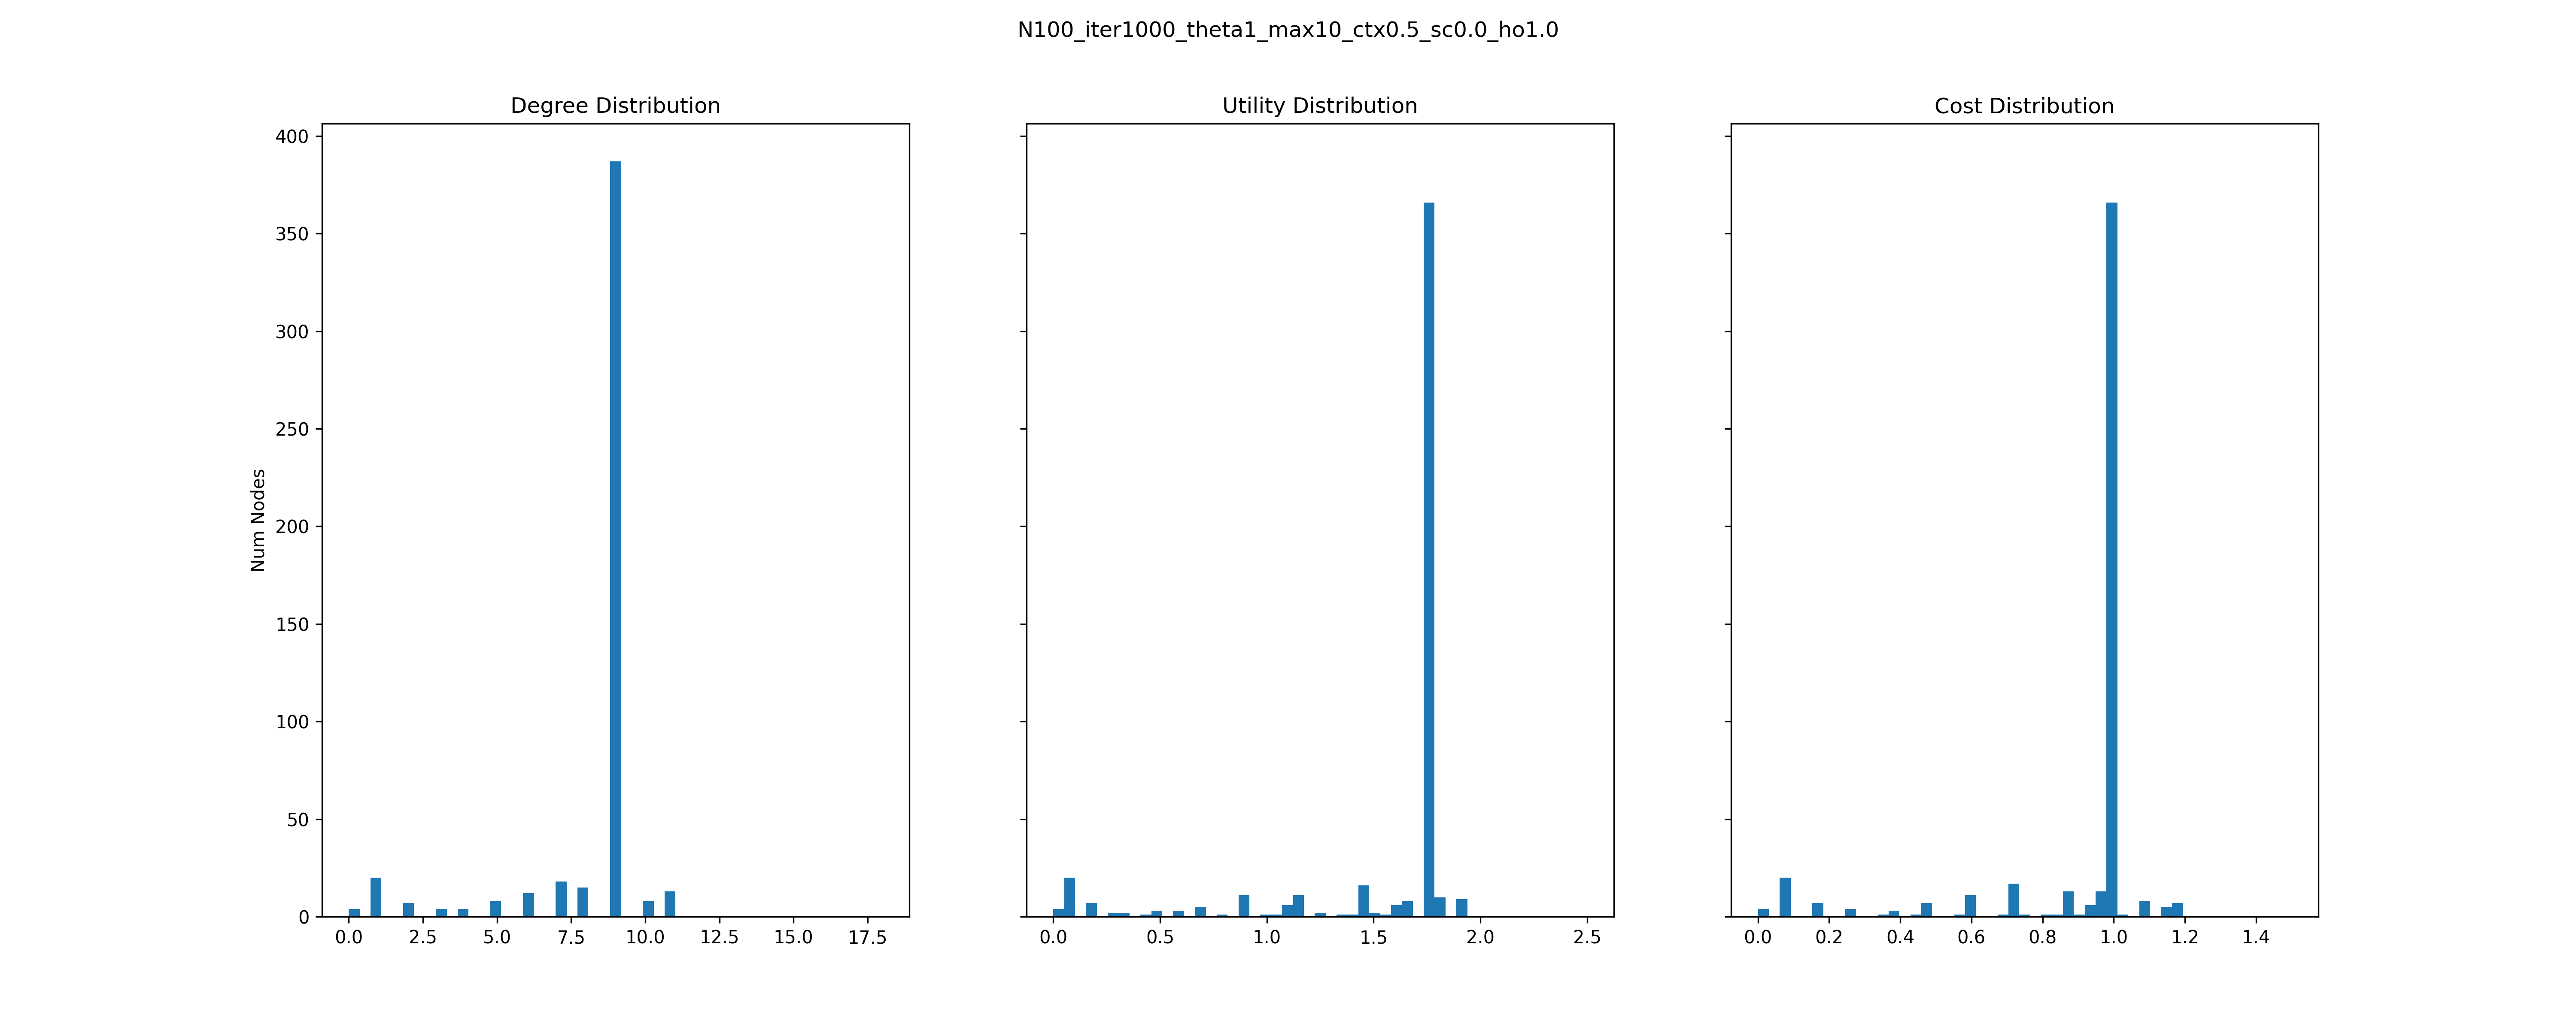 N100_iter1000_theta1_max10_ctx0.5_sc0.0_ho1.0
Degree Distribution
Utility Distribution
Cost Distribution
Num Nodes
400
350
300
250
200
150
100
50
0
0.0 2.5 5.0 7.5 10.0 12.5 15.0 17.5
0.0 0.5 1.0 1.5 2.0 2.5
0.0 0.2 0.4 0.6 0.8 1.0 1.2 1.4